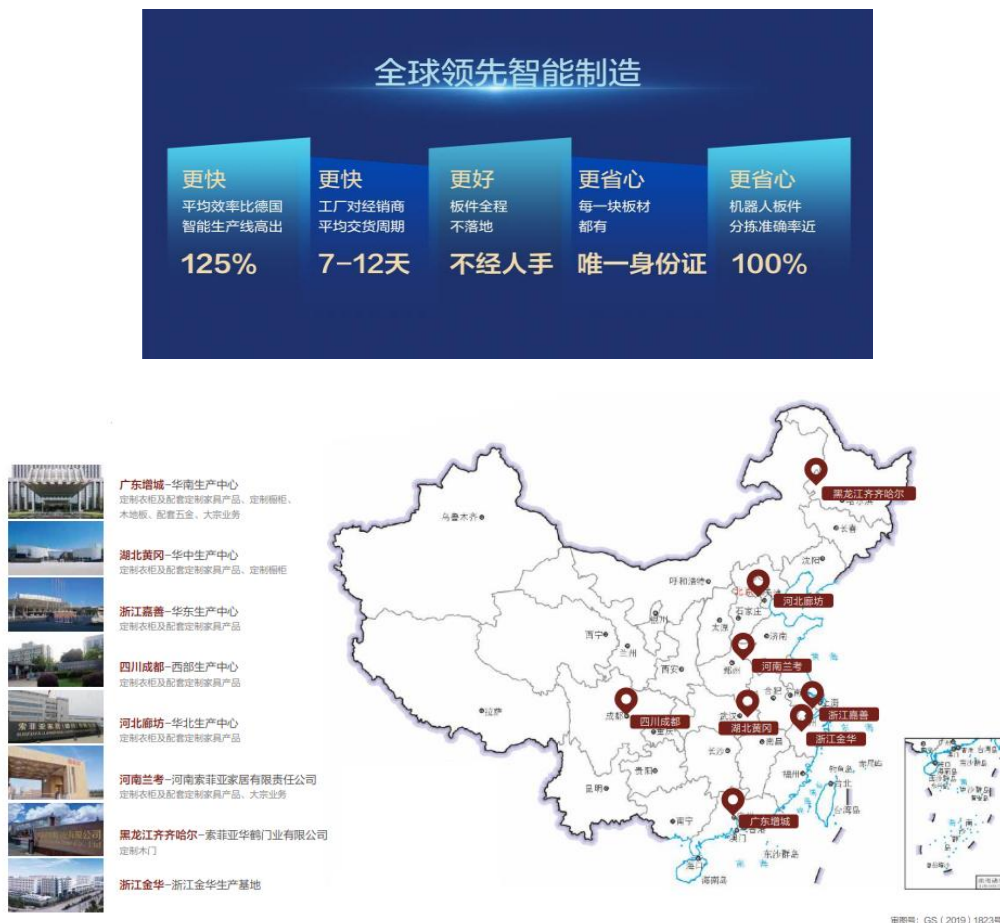 全球领先智能制造
更快
平均效率比德国
智能生产线高出
125%
更快
工厂对经销商
平均交货周期
7-12天
更好
板件全程
不落地
不经人手
更省心
每一块板材
都有
唯一身份证
更省心
机器人板件
分拣准确率近
100%
广东增城-华南生产中心
定制衣柜及配套定制家具产品、定制橱柜、
木地板、配套五金、大宗业务
湖北黄冈-华中生产中心
定制衣柜及配套定制家具产品、定制橱柜
浙江嘉善-华东生产中心
定制衣柜及配套定制家具产品
四川成都-西部生产中心
定制衣柜及配套定制家具产品
河北廊坊-华北生产中心
定制衣柜及配套定制家具产品
河南兰考-河南索菲亚家居有限责任公司
定制衣柜及配套定制家具产品、大宗业务
黑龙江齐齐哈尔-索菲亚华鹤门业有限公司
定制木门
浙江金华-浙江金华生产基地
黑龙江齐齐哈尔
乌鲁木齐
长春
沈阳
呼和浩特
河北廊坊
石家庄
太原
银川
济南
西宁
兰州
河南兰考
郑州
西安
合肥
上海
浙江嘉善
四川成都
成都
武汉
湖北黄冈
浙江金华
拉萨
重庆
南昌
长沙
贵阳
福州
钓鱼岛
赤尾屿
台北
台湾岛
昆明
广东增城
南宁
香港
澳门
东沙群岛
海口
海南岛
南海
审图号：GS（2019）1823号